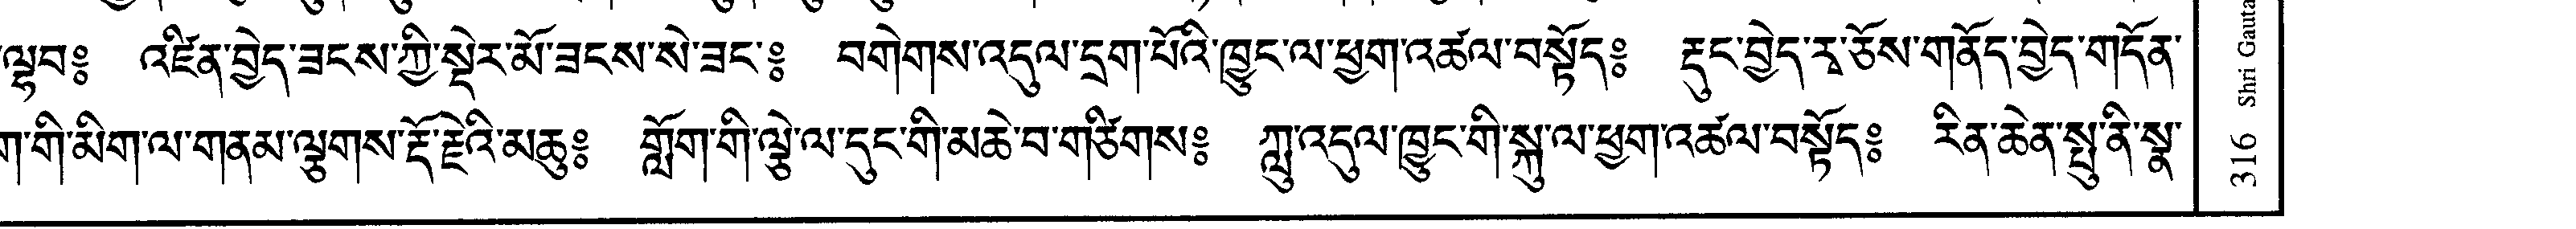 ལྷབ༔ འཛིན་བྱེད་ཟངས་ཀྱི་སྡེར་མོ་ཟངས་སེ་ཟང་༔ བགེགས་འདུལ་དྲག་པོའི་ཁྱུང་ལ་ཕྱག་འཚལ་བསྟོད༔ རྡུང་བྱེད་རྭ་ཅོས་གནོད་བྱེད་གདོན་
ག་གི་མིག་ལ་གནམ་ལྕགས་རྡོ་རྗེའི་མཆུ༔ གློག་གི་ལྕེ་ལ་དུང་གི་མཆེ་བ་གཙིགས༔ ཀླུ་འདུལ་ཁྱུང་གི་སྐུ་ལ་ཕྱག་འཚལ་བསྟོད༔ རིན་ཆེན་སྤུ་ནི་སྣ་
316 Shri Gauta